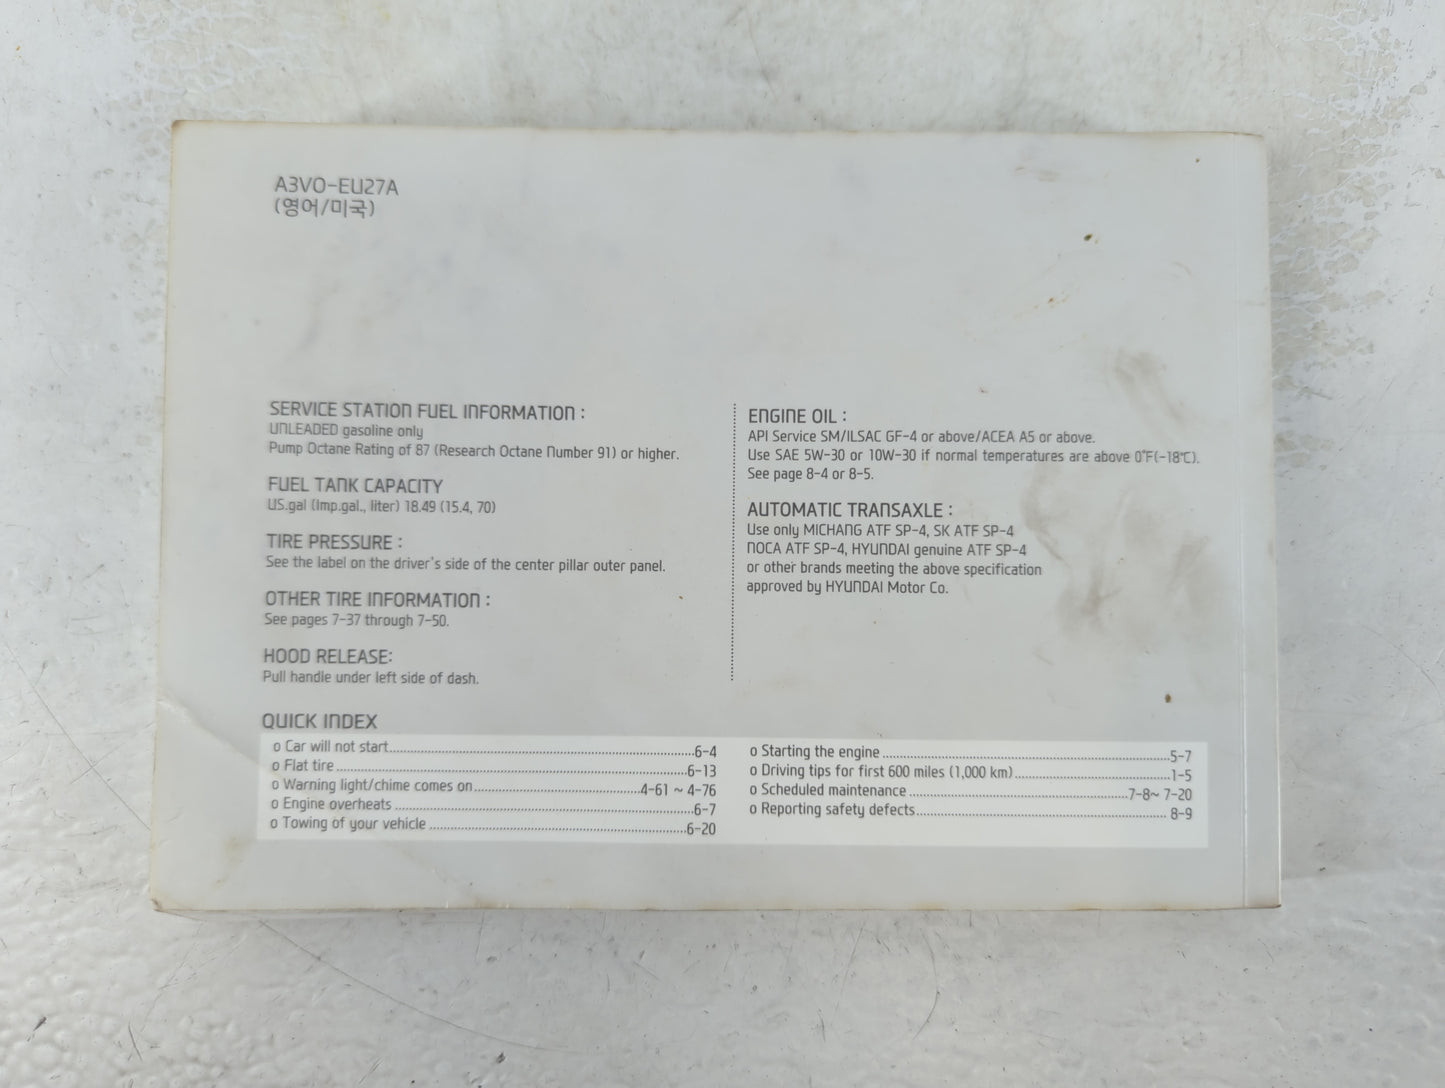 A3VO-EU27A
(영어/미국)
SERVICE STATION FUEL INFORMATION :
UNLEADED gasoline only
Pump Octane Rating of 87 (Research Octane Number 91) or higher.
FUEL TANK CAPACITY
US.gal (Imp.gal., liter) 18.49 (15.4, 70)
TIRE PRESSURE :
See the label on the driver's side of the center pillar outer panel.
OTHER TIRE INFORMATION :
See pages 7-37 through 7-50.
HOOD RELEASE:
Pull handle under left side of dash.
ENGINE OIL :
API Service SM/ILSAC GF-4 or above/ACEA A5 or above.
Use SAE 5W-30 or 10W-30 if normal temperatures are above 0°F(-18℃).
See page 8-4 or 8-5.
AUTOMATIC TRANSAXLE :
Use only MICHANG ATF SP-4, SK ATF SP-4
NOCA ATF SP-4, HYUNDAI genuine ATF SP-4
or other brands meeting the above specification
approved by HYUNDAI Motor Co.
QUICK INDEX
o Car will not start......6-4
o Flat tire......6-13
o Warning light/chime comes on......4-61 ~ 4-76
o Engine overheats......6-7
o Towing of your vehicle......6-20
o Starting the engine......5-7
o Driving tips for first 600 miles (1,000 km)......1-5
o Scheduled maintenance......7-8~ 7-20
o Reporting safety defects......8-9